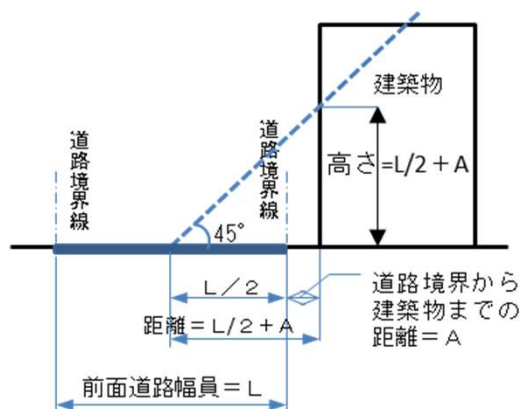 建築物
道路境界線
道路境界線
高さ=L/2+A
45°
L/2
道路境界から
建築物までの
距離=A
距離=L/2+A
前面道路幅員=L